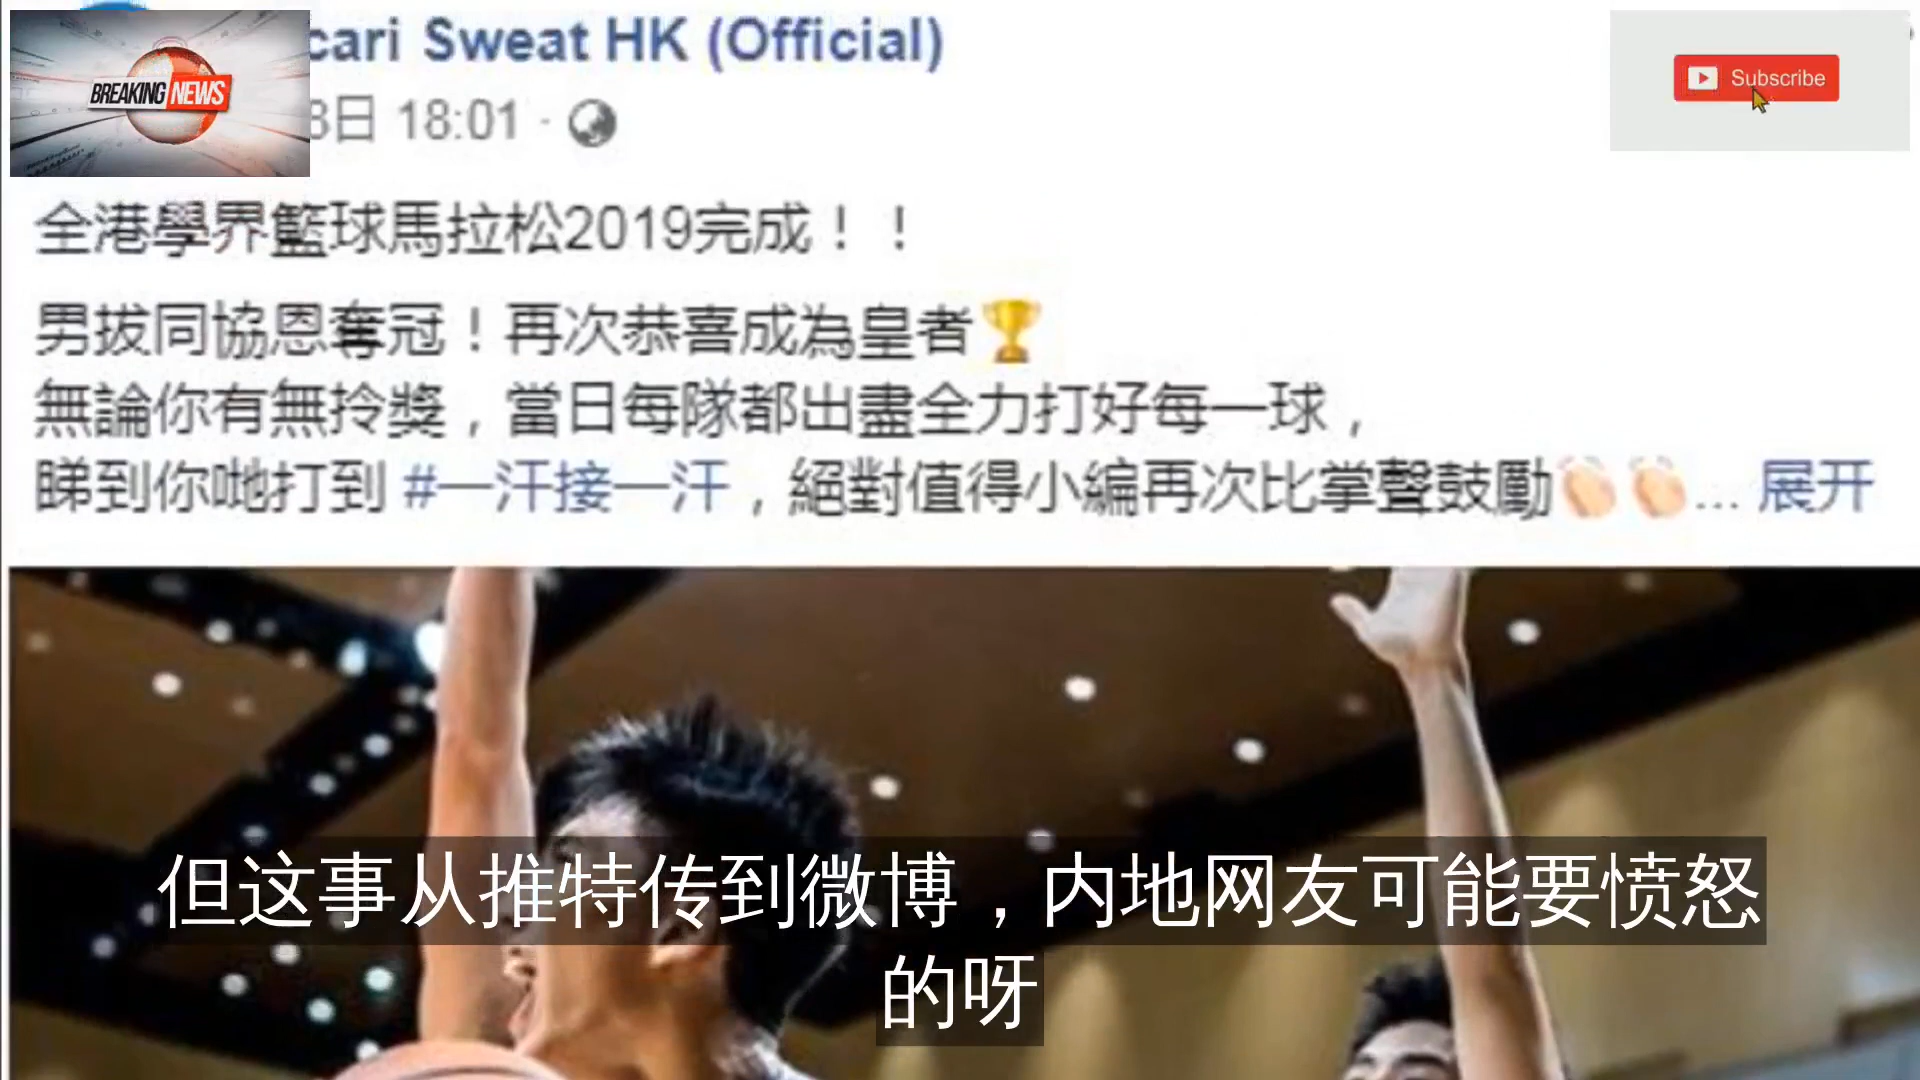 cari Sweat HK (Official)
BREAKING NEWS
Subscribe
8日 18:01 ·
全港學界籃球馬拉松2019完成！！
男拔同協恩奪冠！再次恭喜成為皇者🏆
無論你有無拎獎，當日每隊都出盡全力打好每一球，
睇到你哋打到 #一汗接一汗，絕對值得小編再次比掌聲鼓勵👏👏... 展开
但这事从推特传到微博，内地网友可能要愤怒
的呀